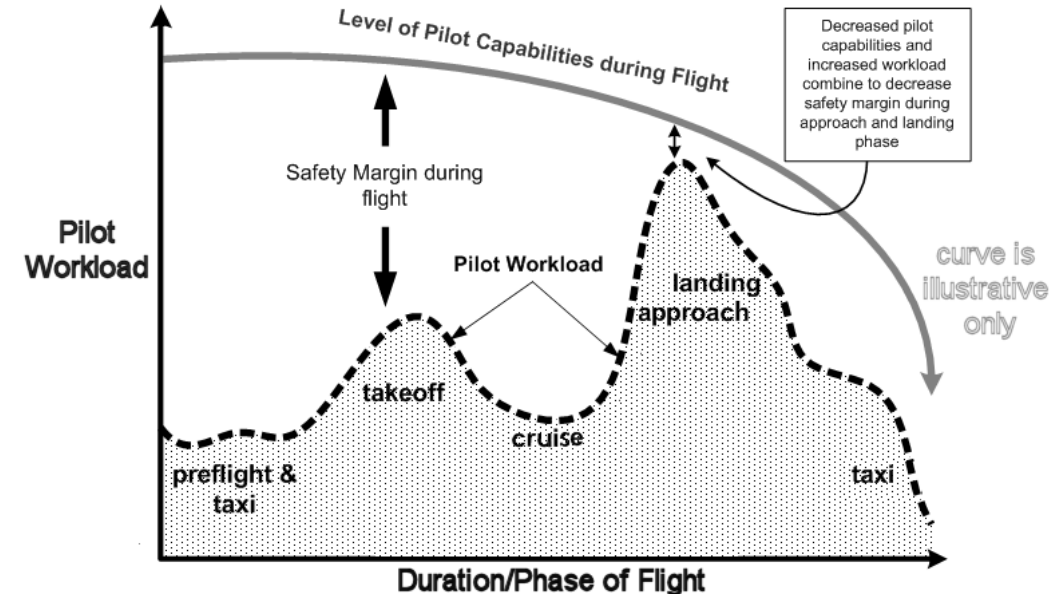 Level of Pilot Capabilities during Flight
Decreased pilot
capabilities and
increased workload
combine to decrease
safety margin during
approach and landing
phase
Safety Margin during
flight
Pilot
Workload
Pilot Workload
curve is
illustrative
only
landing
approach
takeoff
cruise
preflight &
taxi
taxi
Duration/Phase of Flight